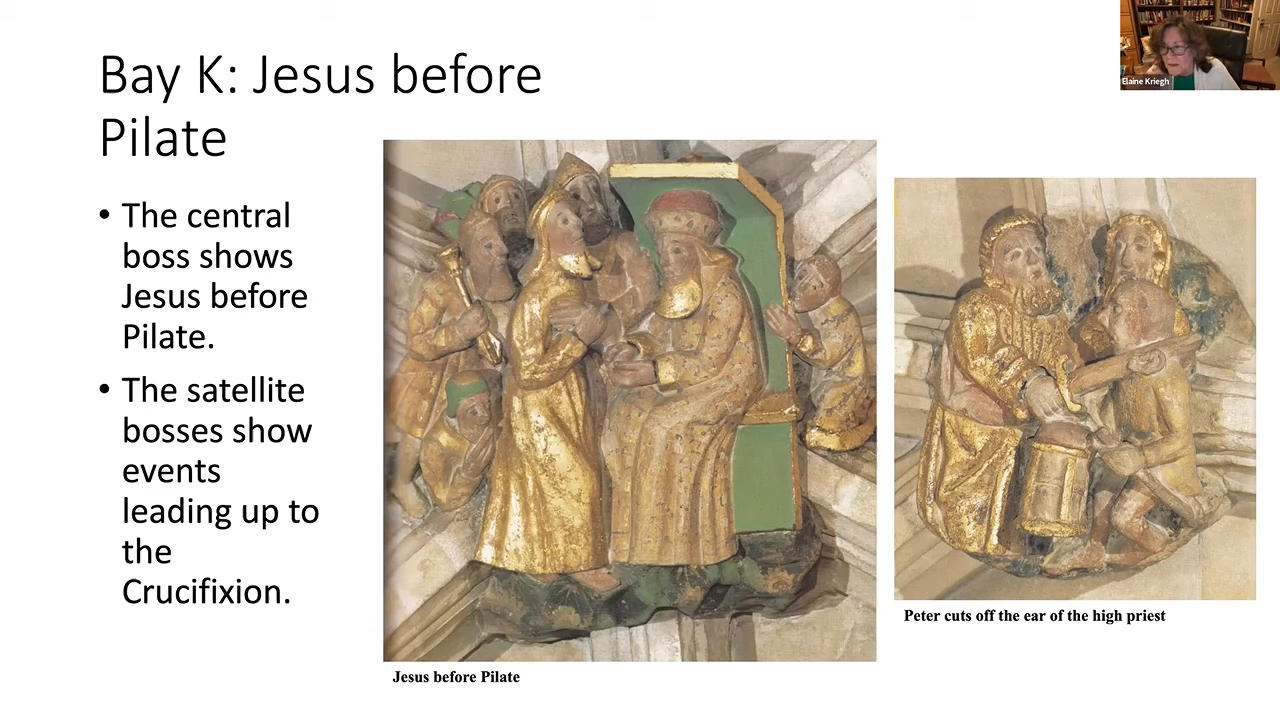 Bay K: Jesus before
Pilate
• The central
boss shows
Jesus before
Pilate.
• The satellite
bosses show
events
leading up to
the
Crucifixion.
Jesus before Pilate
Peter cuts off the ear of the high priest
Elaine Kriegh